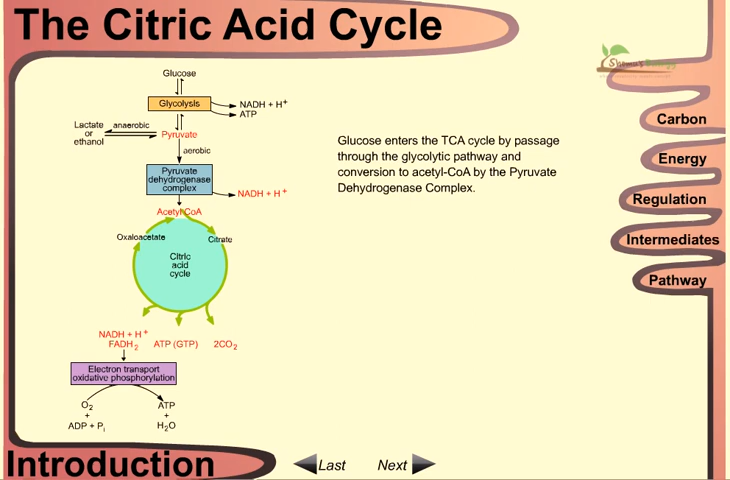 The Citric Acid Cycle
Glucose
Glycolysis
NADH + H+
ATP
Lactate
or
ethanol
anaerobic
Pyruvate
aerobic
Pyruvate
dehydrogenase
complex
NADH + H+
Acetyl CoA
Oxaloacetate
Citrate
Citric
acid
cycle
NADH + H+
FADH2
ATP (GTP)
2CO2
Electron transport
oxidative phosphorylation
O2
+
ADP + Pi
ATP
+
H2O
Glucose enters the TCA cycle by passage
through the glycolytic pathway and
conversion to acetyl-CoA by the Pyruvate
Dehydrogenase Complex.
Carbon
Energy
Regulation
Intermediates
Pathway
Introduction
Last
Next